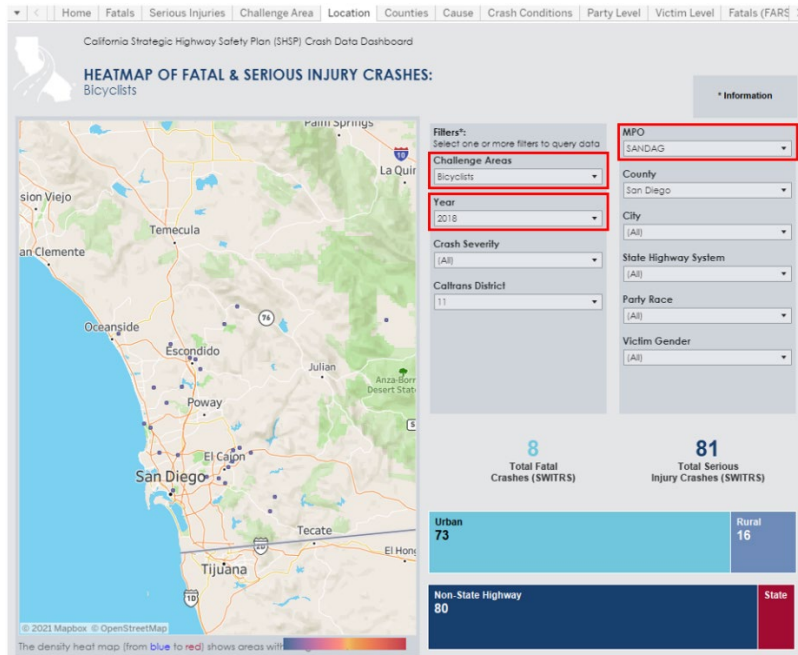 Home Fatals Serious Injuries Challenge Area Location Counties Cause Crash Conditions Party Level Victim Level Fatals (FARS
California Strategic Highway Safety Plan (SHSP) Crash Data Dashboard
HEATMAP OF FATAL & SERIOUS INJURY CRASHES:
Bicyclists
* Information
Palm Springs
10
La Quin
sion Viejo
Temecula
an Clemente
Oceanside
76
Escondido
Julian
Anza-Borr
Desert State
Poway
El Cajon
San Diego
Tecate
El Hong
Tijuana
1D
© 2021 Mapbox © OpenStreetMap
The density heat map (from blue to red) shows areas with
Filters*:
Select one or more filters to query data
Challenge Areas
Bicyclists
Year
2018
Crash Severity
(All)
Caltrans District
11
MPO
SANDAG
County
San Diego
City
(All)
State Highway System
(All)
Party Race
(All)
Victim Gender
(All)
8
Total Fatal
Crashes (SWITRS)
81
Total Serious
Injury Crashes (SWITRS)
Urban
73
Rural
16
Non-State Highway
80
State